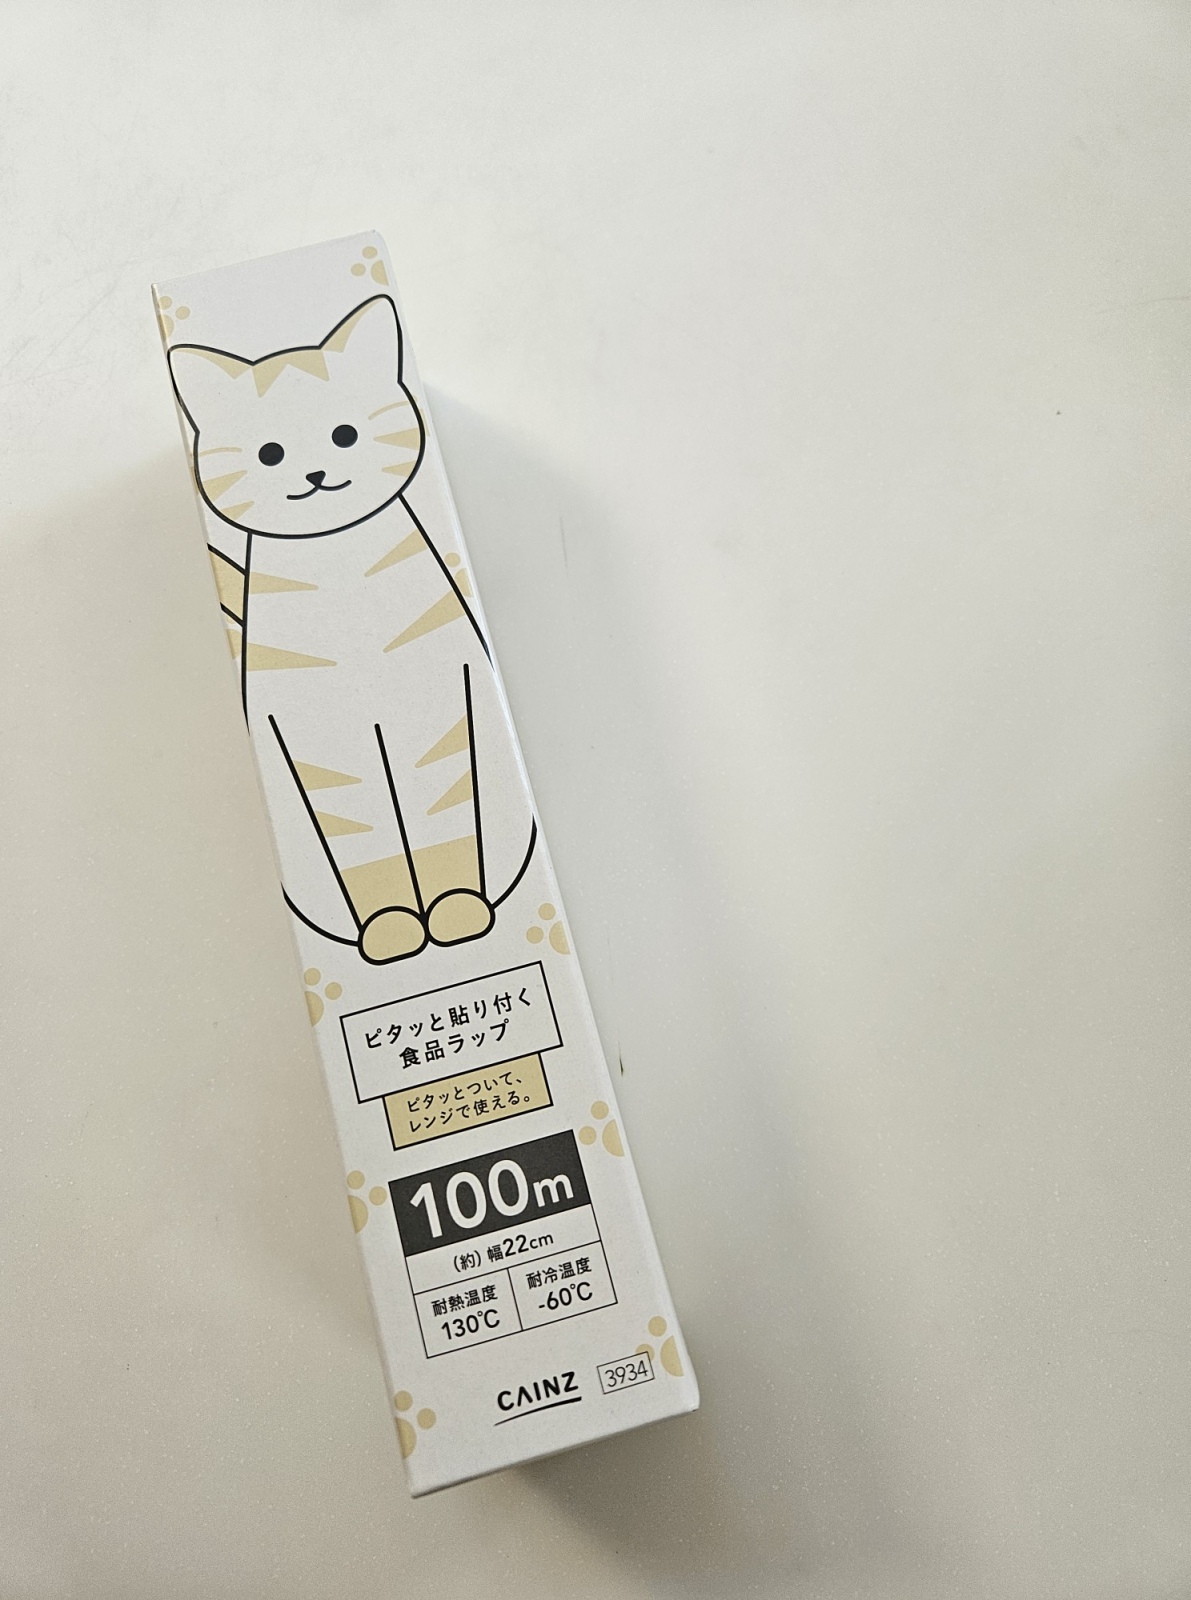 ピタッと貼り付く
食品ラップ
ピタッとついて、
レンジで使える。
100m
(約) 幅22cm
耐熱温度
130℃
耐冷温度
-60℃
CAINZ
3934